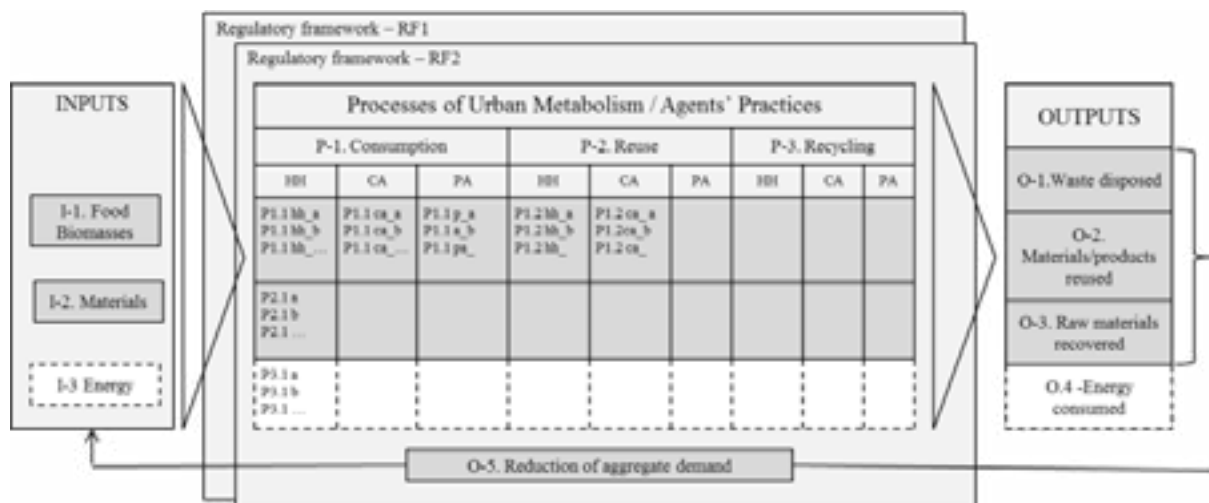 Regulatory framework – RF1
Regulatory framework – RF2
INPUTS
I-1. Food
Biomasses
I-2. Materials
I-3 Energy
Processes of Urban Metabolism / Agents' Practices
P-1. Consumption
P-2. Reuse
P-3. Recycling
HH
CA
PA
HH
CA
PA
HH
CA
PA
P1.1 hh_a
P1.1 hh_b
P1.1 hh_…
P1.1 ca_a
P1.1 ca_b
P1.1 ca_…
P1.1 p_a
P1.1 a_b
P1.1 pa_
P1.2 hh_a
P1.2 hh_b
P1.2 hh_
P1.2 ca_a
P1.2ca_b
P1.2 ca_
P2.1 a
P2.1 b
P2.1 …
P3.1 a
P3.1 b
P3.1 …
OUTPUTS
O-1.Waste disposed
O-2.
Materials/products
reused
O-3. Raw materials
recovered
O.4 -Energy
consumed
O-5. Reduction of aggregate demand